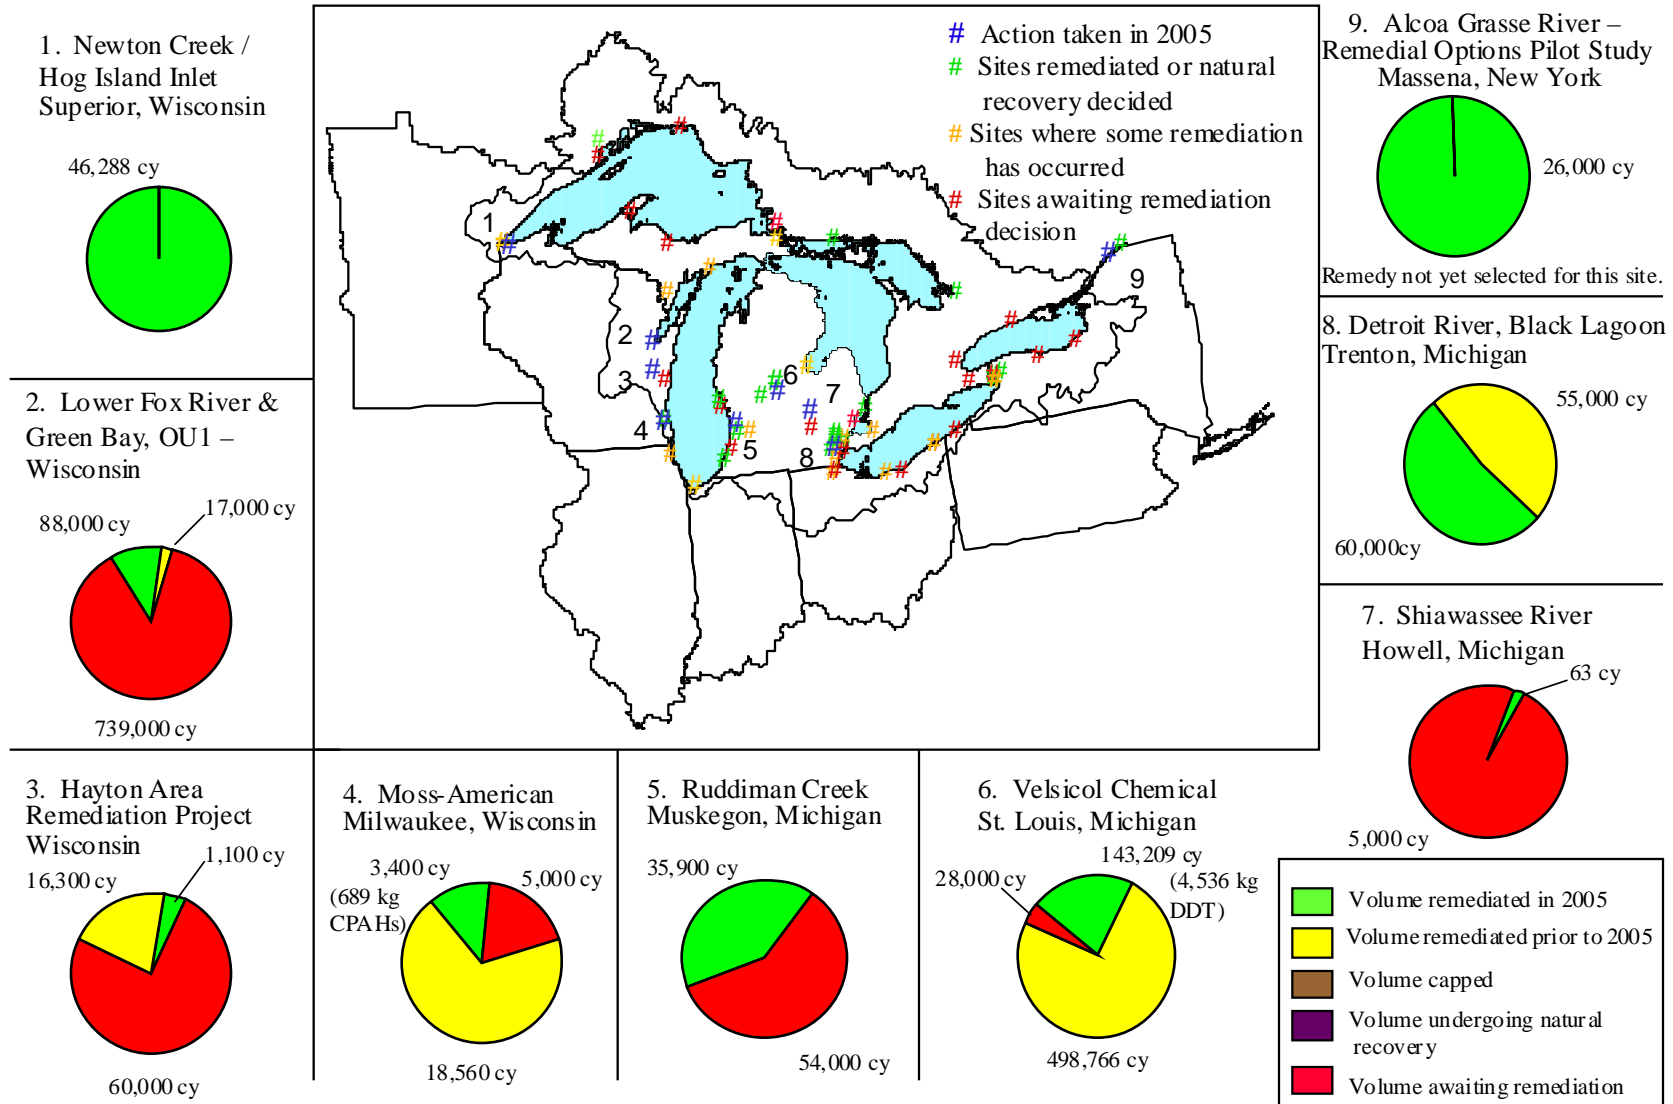 1. Newton Creek /
Hog Island Inlet
Superior, Wisconsin
46,288 cy
2. Lower Fox River &
Green Bay, OU1 –
Wisconsin
88,000 cy
17,000 cy
739,000 cy
3. Hayton Area
Remediation Project
Wisconsin
1,100 cy
16,300 cy
60,000 cy
4. Moss-American
Milwaukee, Wisconsin
3,400 cy
(689 kg
CPAHs)
5,000 cy
18,560 cy
5. Ruddiman Creek
Muskegon, Michigan
35,900 cy
54,000 cy
6. Velsicol Chemical
St. Louis, Michigan
143,209 cy
(4,536 kg
DDT)
28,000 cy
498,766 cy
# Action taken in 2005
# Sites remediated or natural
recovery decided
# Sites where some remediation
has occurred
# Sites awaiting remediation
decision
1
2
3
4
5
6
7
8
9
9. Alcoa Grasse River –
Remedial Options Pilot Study
Massena, New York
26,000 cy
Remedy not yet selected for this site.
8. Detroit River, Black Lagoon
Trenton, Michigan
55,000 cy
60,000cy
7. Shiawassee River
Howell, Michigan
63 cy
5,000 cy
Volume remediated in 2005
Volume remediated prior to 2005
Volume capped
Volume undergoing natural
recovery
Volume awaiting remediation